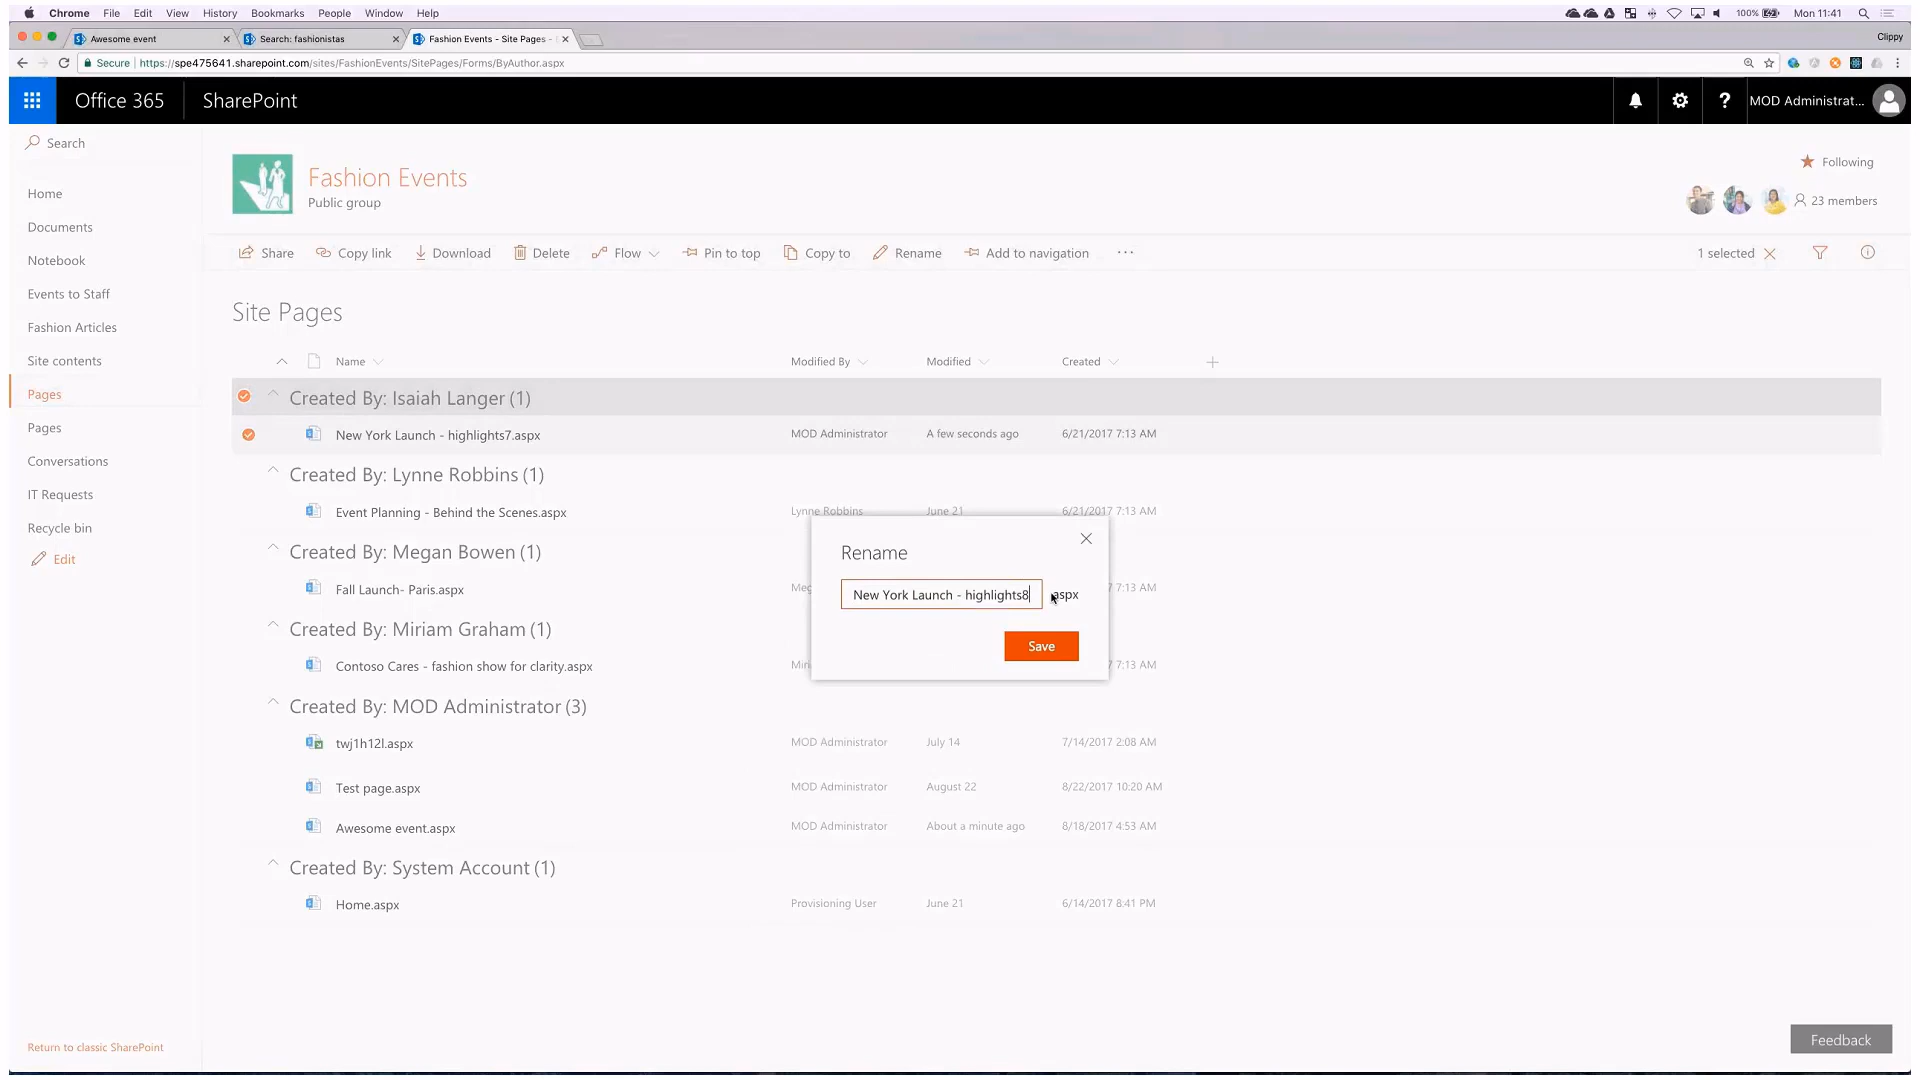 Chrome File Edit View History Bookmarks People Window Help 100% Mon 11:41
Awesome event Search: fashionistas Fashion Events - Site Pages - Clippy
Secure https://spe475641.sharepoint.com/sites/FashionEvents/SitePages/Forms/ByAuthor.aspx
Office 365 SharePoint ? MOD Administrat...
Search
Fashion Events
Public group
Following
23 members
Home
Documents
Notebook
Events to Staff
Fashion Articles
Site contents
Pages
Pages
Conversations
IT Requests
Recycle bin
Edit
Share Copy link Download Delete Flow Pin to top Copy to Rename Add to navigation ... 1 selected
Site Pages
Name Modified By Modified Created
Created By: Isaiah Langer (1)
New York Launch - highlights7.aspx MOD Administrator A few seconds ago 6/21/2017 7:13 AM
Created By: Lynne Robbins (1)
Event Planning - Behind the Scenes.aspx Lynne Robbins June 21 6/21/2017 7:13 AM
Created By: Megan Bowen (1)
Fall Launch- Paris.aspx 7:13 AM
Created By: Miriam Graham (1)
Contoso Cares - fashion show for clarity.aspx 7:13 AM
Created By: MOD Administrator (3)
twj1h12l.aspx MOD Administrator July 14 7/14/2017 2:08 AM
Test page.aspx MOD Administrator August 22 8/22/2017 10:20 AM
Awesome event.aspx MOD Administrator About a minute ago 8/18/2017 4:53 AM
Created By: System Account (1)
Home.aspx Provisioning User June 21 6/14/2017 8:41 PM
Rename
New York Launch - highlights8 .aspx
Save
Return to classic SharePoint
Feedback